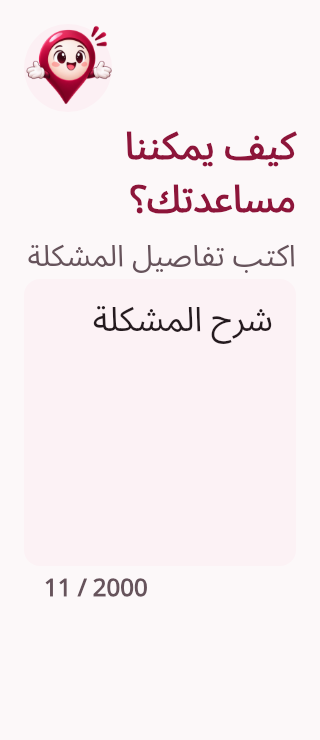 كيف يمكننا
مساعدتك؟
اكتب تفاصيل المشكلة
شرح المشكلة
11 / 2000